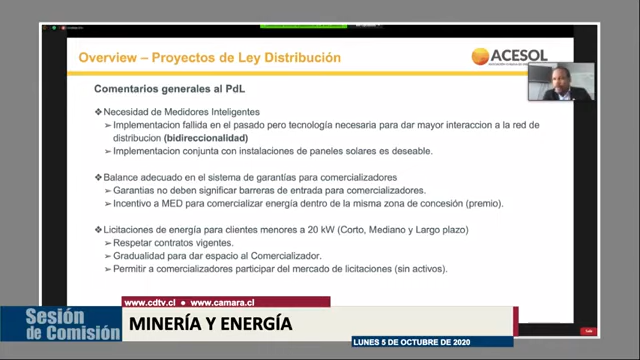 Overview – Proyectos de Ley Distribución
ACESOL
Comentarios generales al PdL
❖Necesidad de Medidores Inteligentes
➢Implementacion fallida en el pasado pero tecnología necesaria para dar mayor interaccion a la red de
distribucion (bidireccionalidad)
➢Implementacion conjunta con instalaciones de paneles solares es deseable.
❖Balance adecuado en el sistema de garantías para comercializadores
➢Garantias no deben significar barreras de entrada para comercializadores.
➢Incentivo a MED para comercializar energía dentro de la misma zona de concesión (premio).
❖Licitaciones de energía para clientes menores a 20 kW (Corto, Mediano y Largo plazo)
➢Respetar contratos vigentes.
➢Gradualidad para dar espacio al Comercializador.
➢Permitir a comercializadores participar del mercado de licitaciones (sin activos).
www.cdtv.cl ● www.camara.cl
Sesión
de Comisión
MINERÍA Y ENERGÍA
LUNES 5 DE OCTUBRE DE 2020